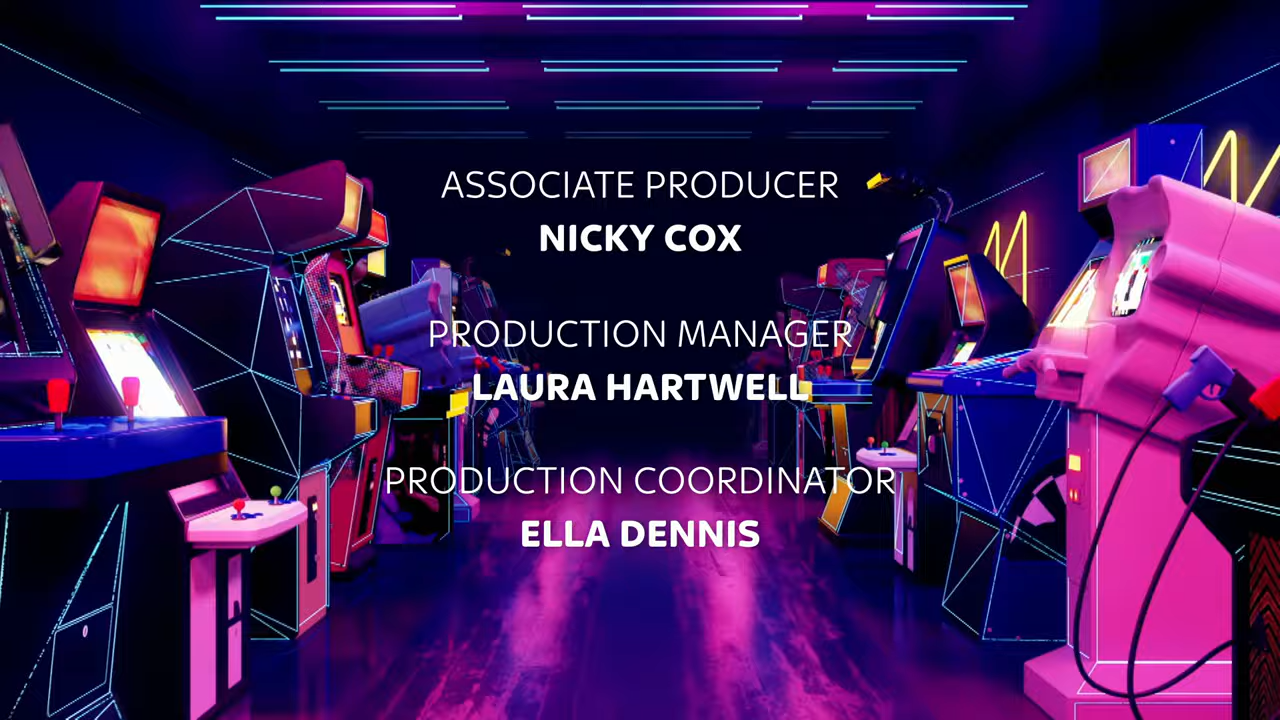 ASSOCIATE PRODUCER
NICKY COX
PRODUCTION MANAGER
LAURA HARTWELL
PRODUCTION COORDINATOR
ELLA DENNIS